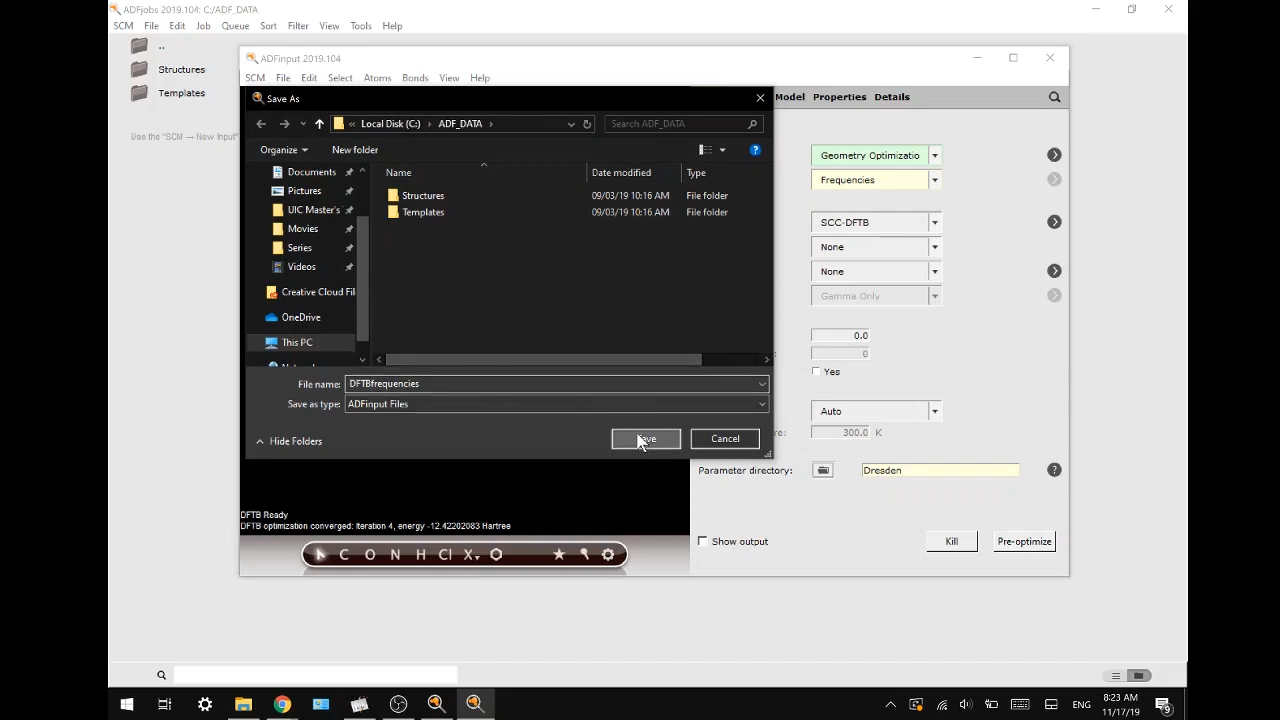 ADFjobs 2019.104: C:/ADF_DATA
SCM File Edit Job Queue Sort Filter View Tools Help
..
Structures
Templates
Use the "SCM → New Input"
ADFinput 2019.104
SCM File Edit Select Atoms Bonds View Help
Model Properties Details
Save As
« Local Disk (C:) › ADF_DATA ›
Search ADF_DATA
Organize New folder
Name Date modified Type
Structures 09/03/19 10:16 AM File folder
Templates 09/03/19 10:16 AM File folder
Documents
Pictures
UIC Master's
Movies
Series
Videos
Creative Cloud Fil
OneDrive
This PC
File name: DFTBfrequencies
Save as type: ADFinput Files
Hide Folders
Cancel
Geometry Optimizatio
Frequencies
SCC-DFTB
None
None
Gamma Only
0.0
0
Yes
Auto
300.0 K
Parameter directory: Dresden
Show output
Kill Pre-optimize
DFTB Ready
DFTB optimization converged: Iteration 4, energy -12.42202083 Hartree
C O N H Cl X
ENG
8:23 AM
11/17/19
9